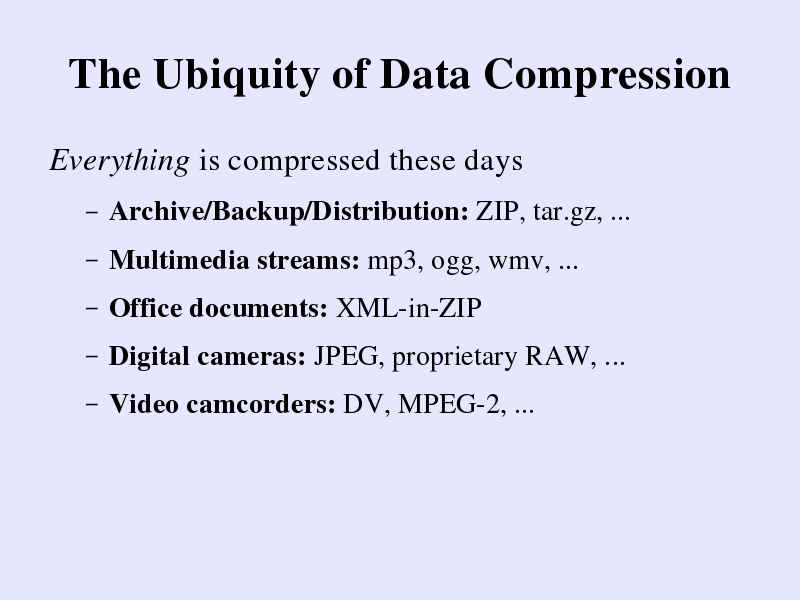 The Ubiquity of Data Compression
Everything is compressed these days
– Archive/Backup/Distribution: ZIP, tar.gz, ...
– Multimedia streams: mp3, ogg, wmv, ...
– Office documents: XML-in-ZIP
– Digital cameras: JPEG, proprietary RAW, ...
– Video camcorders: DV, MPEG-2, ...